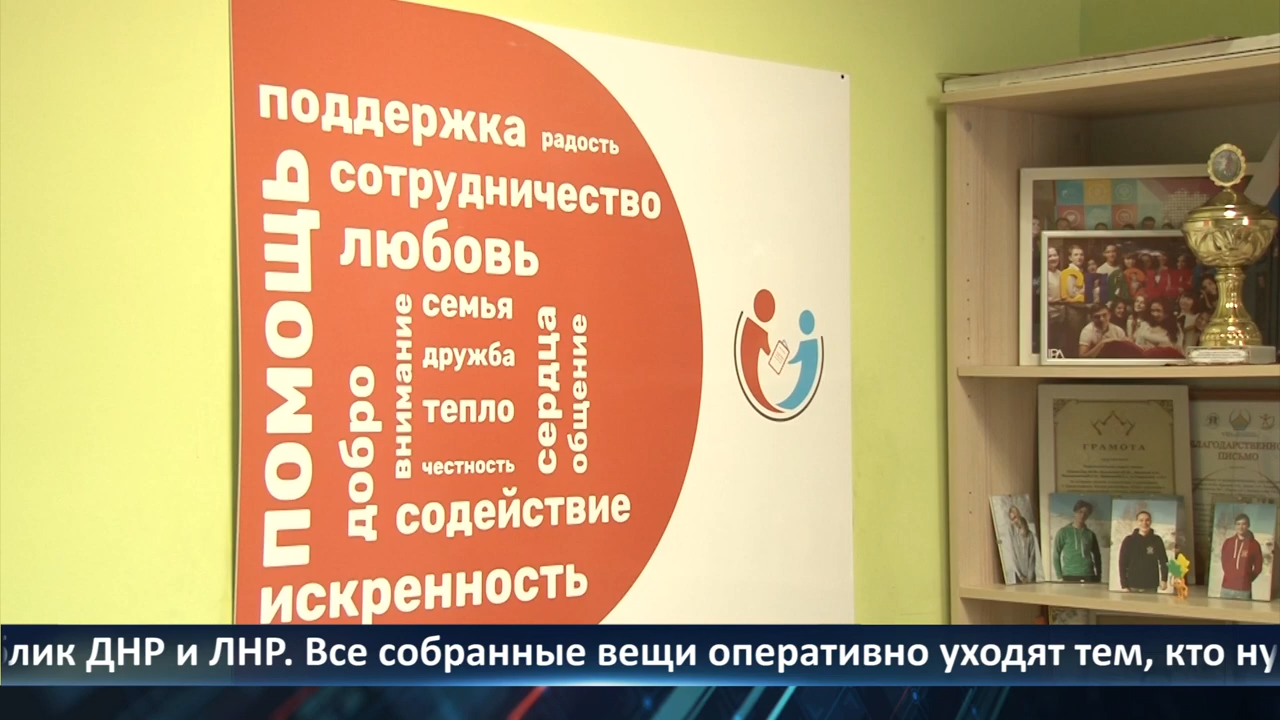 поддержка
радость
помощь
сотрудничество
любовь
семья
дружба
тепло
честность
внимание
добро
сердца
общение
содействие
искренность
ГРАМОТА
БЛАГОДАРСТВЕННОЕ
ПИСЬМО
лик ДНР и ЛНР. Все собранные вещи оперативно уходят тем, кто ну